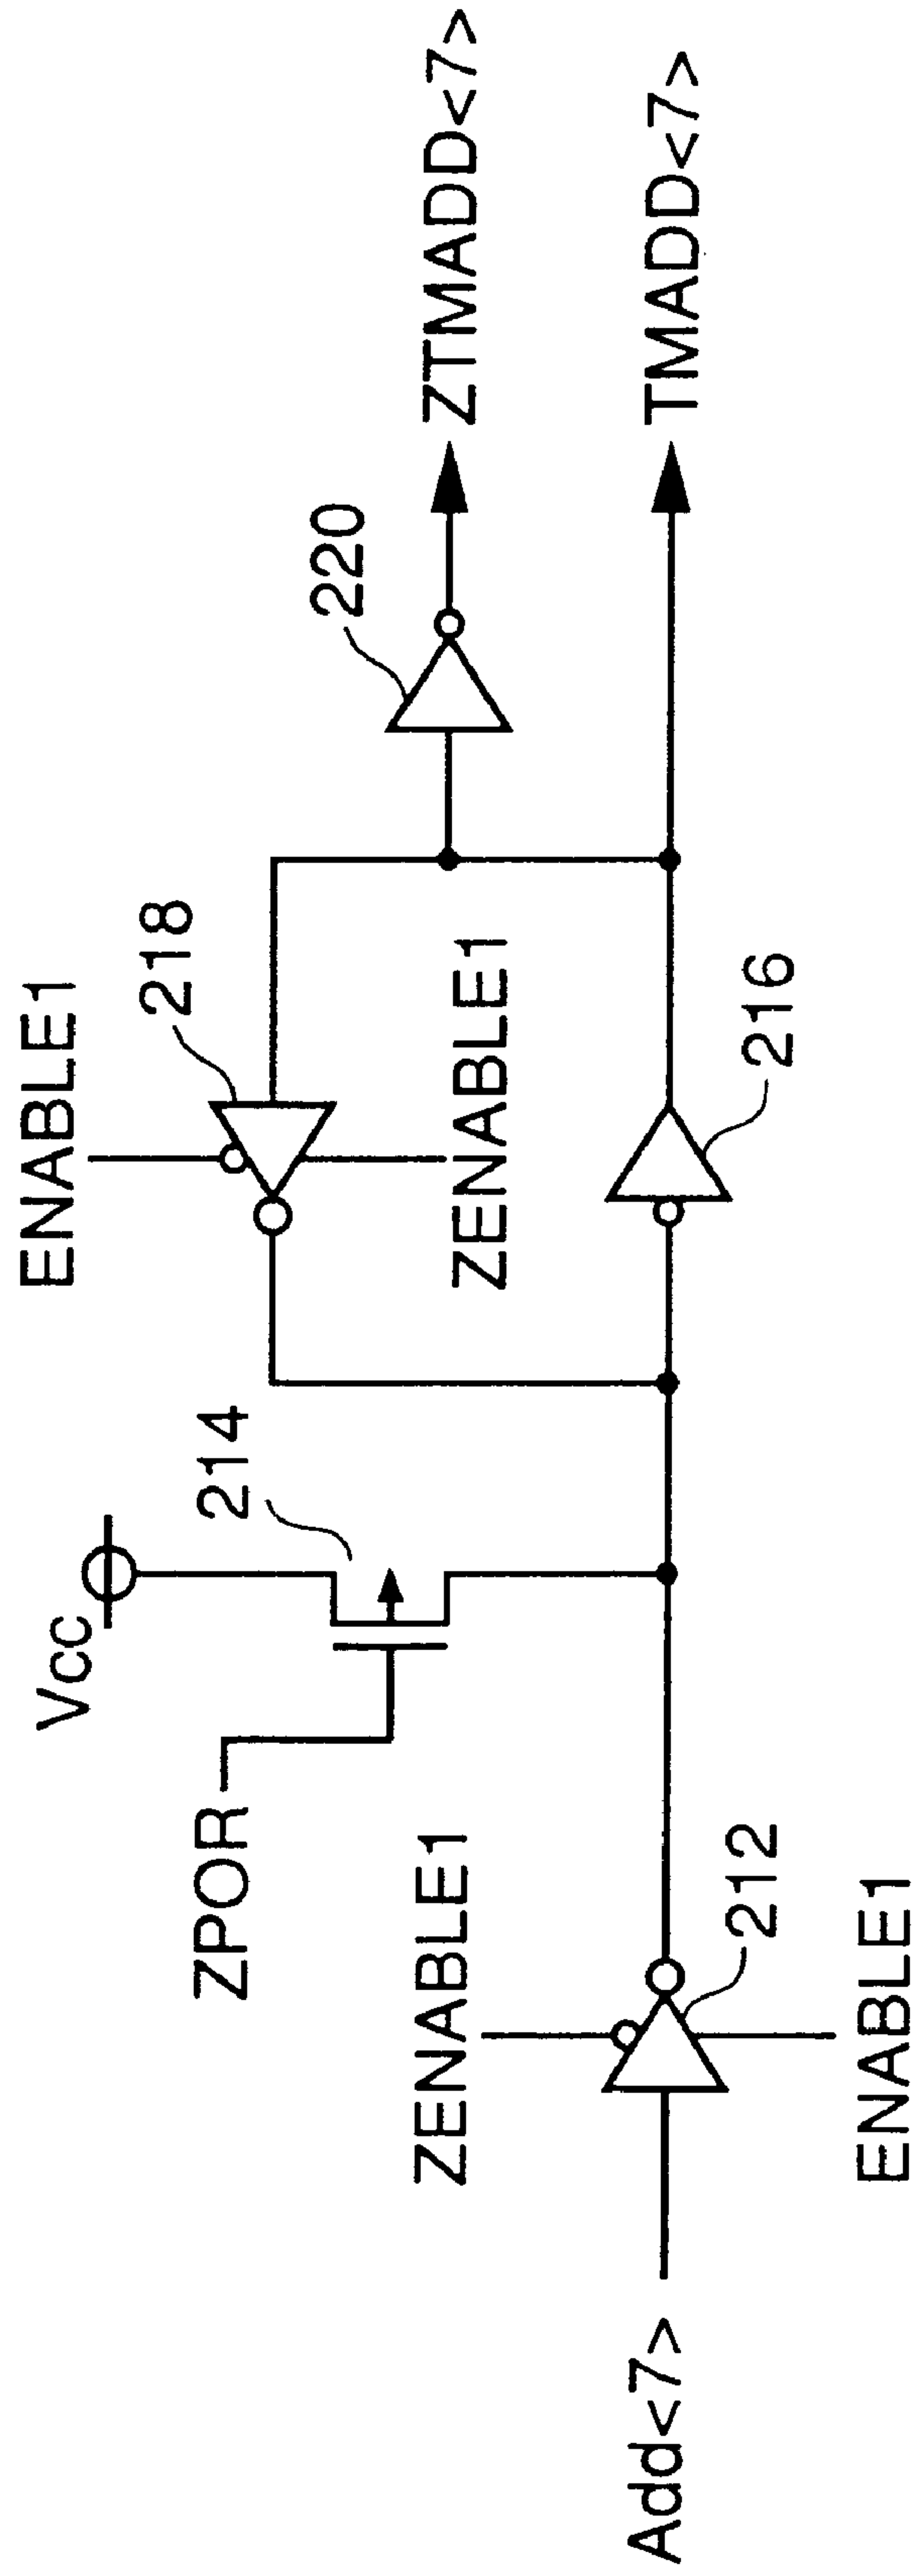 ENABLE1
218
220
ZTMADD<7>
Vcc
214
ZPOR
ZENABLE1
ZENABLE1
TMADD<7>
216
Add<7>
212
ENABLE1